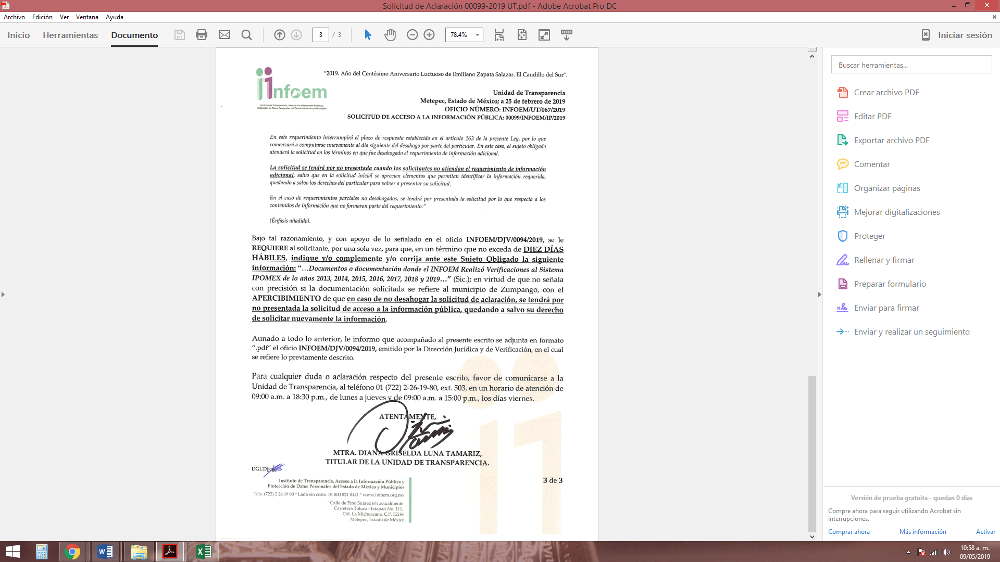 Solicitud de Aclaración 00099-2019 UT.pdf - Adobe Acrobat Pro DC
Archivo Edición Ver Ventana Ayuda
Inicio Herramientas Documento 3 / 3 78.4% Iniciar sesión
infoem
Instituto de Transparencia, Acceso a la Información Pública y
Protección de Datos Personales del Estado de México y Municipios
"2019. Año del Centésimo Aniversario Luctuoso de Emiliano Zapata Salazar. El Caudillo del Sur".
Unidad de Transparencia
Metepec, Estado de México; a 25 de febrero de 2019
OFICIO NÚMERO: INFOEM/UT/067/2019
SOLICITUD DE ACCESO A LA INFORMACIÓN PÚBLICA: 00099/INFOEM/IP/2019
En este requerimiento interrumpirá el plazo de respuesta establecido en el artículo 163 de la presente Ley, por lo que
comenzará a computarse nuevamente al día siguiente del desahogo por parte del particular. En este caso, el sujeto obligado
atenderá la solicitud en los términos en que fue desahogado el requerimiento de información adicional.
La solicitud se tendrá por no presentada cuando los solicitantes no atiendan el requerimiento de información
adicional, salvo que en la solicitud inicial se aprecien elementos que permitan identificar la información requerida,
quedando a salvo los derechos del particular para volver a presentar su solicitud.
En el caso de requerimientos parciales no desahogados, se tendrá por presentada la solicitud por lo que respecta a los
contenidos de información que no formaron parte del requerimiento."
(Énfasis añadido).
Bajo tal razonamiento, y con apoyo de lo señalado en el oficio INFOEM/DJV/0094/2019, se le
REQUIERE al solicitante, por una sola vez, para que, en un término que no exceda de DIEZ DÍAS
HÁBILES, indique y/o complemente y/o corrija ante este Sujeto Obligado la siguiente
información: "…Documentos o documentación donde el INFOEM Realizó Verificaciones al Sistema
IPOMEX de lo años 2013, 2014, 2015, 2016, 2017, 2018 y 2019…" (Sic.); en virtud de que no señala
con precisión si la documentación solicitada se refiere al municipio de Zumpango, con el
APERCIBIMIENTO de que en caso de no desahogar la solicitud de aclaración, se tendrá por
no presentada la solicitud de acceso a la información pública, quedando a salvo su derecho
de solicitar nuevamente la información.
Aunado a todo lo anterior, le informo que acompañado al presente escrito se adjunta en formato
".pdf" el oficio INFOEM/DJV/0094/2019, emitido por la Dirección Jurídica y de Verificación, en el cual
se refiere lo previamente descrito.
Para cualquier duda o aclaración respecto del presente escrito, favor de comunicarse a la
Unidad de Transparencia, al teléfono 01 (722) 2-26-19-80, ext. 503, en un horario de atención de
09:00 a.m. a 18:30 p.m., de lunes a jueves y de 09:00 a.m. a 15:00 p.m., los días viernes.
ATENTAMENTE,
MTRA. DIANA GRISELDA LUNA TAMARIZ,
TITULAR DE LA UNIDAD DE TRANSPARENCIA.
DGLT/
3 de 3
Instituto de Transparencia, Acceso a la Información Pública y
Protección de Datos Personales del Estado de México y Municipios
Tels. (722) 2 26 19 80 * Lada sin costo: 01 800 821 0441 * www.infoem.org.mx
Calle de Pino Suárez s/n actualmente
Carretera Toluca - Ixtapan No. 111,
Col. La Michoacana, C.P. 52166
Metepec, Estado de México
Buscar herramientas...
Crear archivo PDF
Editar PDF
Exportar archivo PDF
Comentar
Organizar páginas
Mejorar digitalizaciones
Proteger
Rellenar y firmar
Preparar formulario
Enviar para firmar
Enviar y realizar un seguimiento
Versión de prueba gratuita - quedan 0 días
Compre ahora para seguir utilizando Acrobat sin
interrupciones.
Comprar ahora Más información Activar
10:58 a. m.
09/05/2019